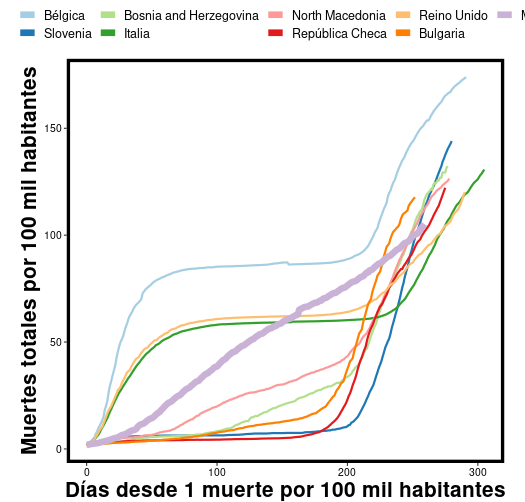 Bélgica Bosnia and Herzegovina North Macedonia Reino Unido
Slovenia Italia República Checa Bulgaria
Muertes totales por 100 mil habitantes
150
100
50
0
0 100 200 300
Días desde 1 muerte por 100 mil habitantes